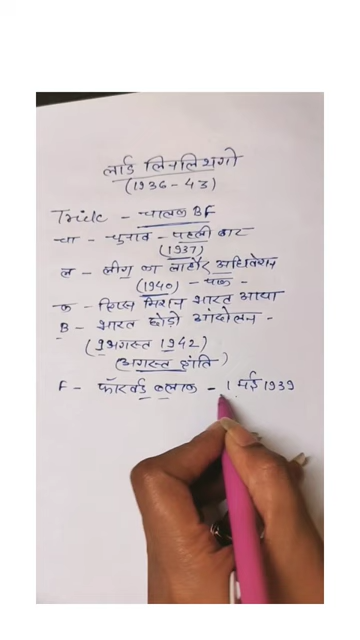 लार्ड लिनलिथगो
(1936-43)
Trick - चालक BF
चा - चुनाव - पहली बार
(1937)
ल - लीग का लाहौर अधिवेशन
(1940) - पाक
क - क्रिप्स मिशन भारत आया
B - भारत छोड़ो आंदोलन -
(9 अगस्त 1942)
(अगस्त क्रांति)
F - फॉरवर्ड ब्लाक - 1 मई 1939